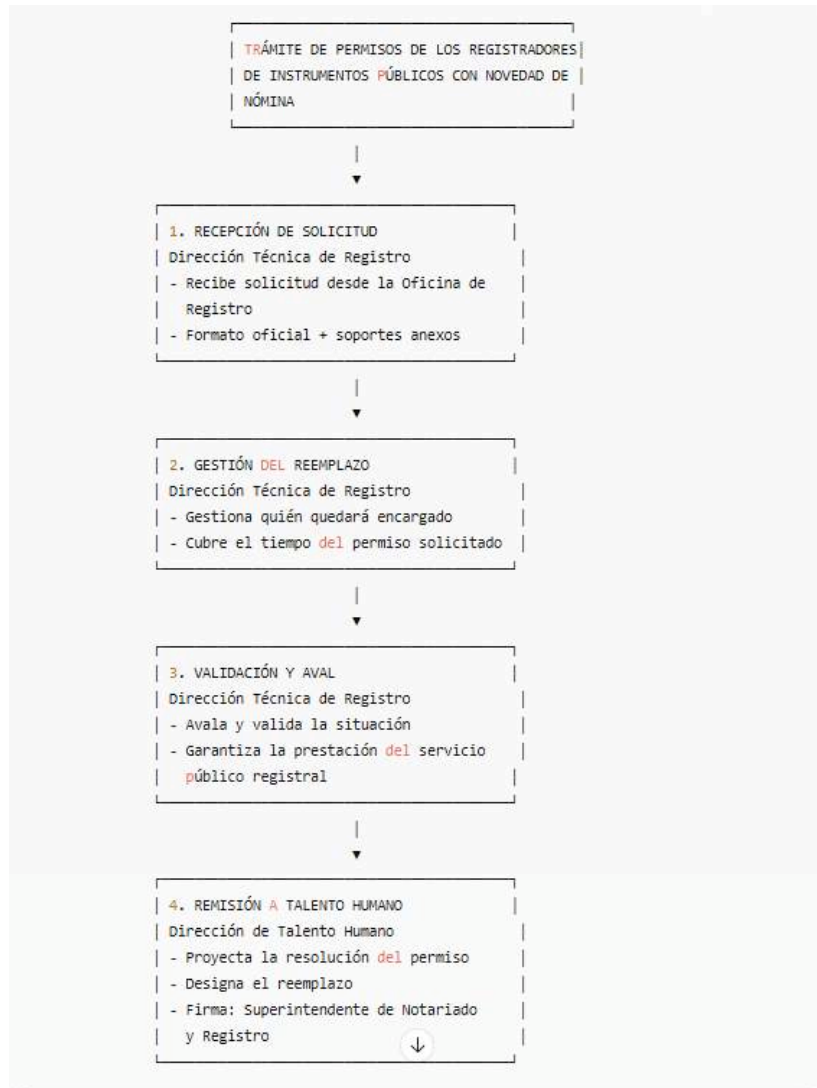 TRÁMITE DE PERMISOS DE LOS REGISTRADORES
DE INSTRUMENTOS PÚBLICOS CON NOVEDAD DE
NÓMINA
1. RECEPCIÓN DE SOLICITUD
Dirección Técnica de Registro
- Recibe solicitud desde la Oficina de
Registro
- Formato oficial + soportes anexos
2. GESTIÓN DEL REEMPLAZO
Dirección Técnica de Registro
- Gestiona quién quedará encargado
- Cubre el tiempo del permiso solicitado
3. VALIDACIÓN Y AVAL
Dirección Técnica de Registro
- Avala y valida la situación
- Garantiza la prestación del servicio
público registral
4. REMISIÓN A TALENTO HUMANO
Dirección de Talento Humano
- Proyecta la resolución del permiso
- Designa el reemplazo
- Firma: Superintendente de Notariado
y Registro